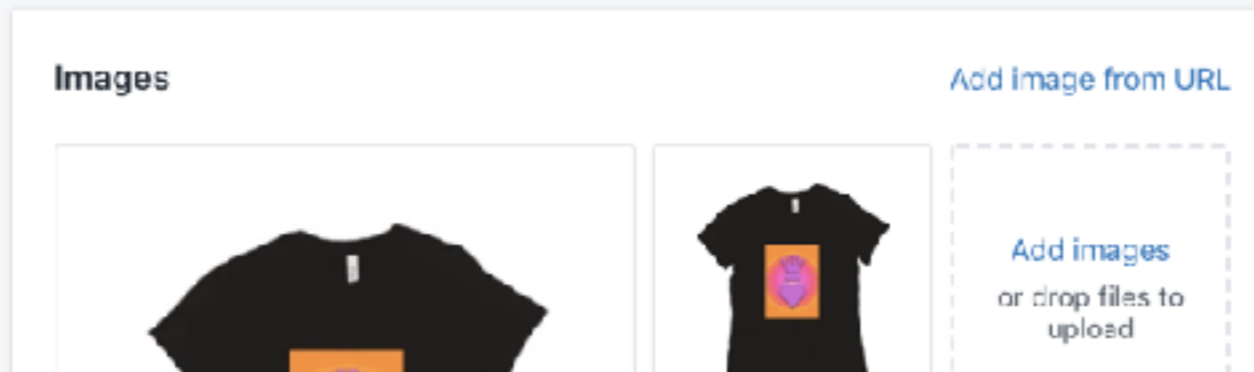 Images
Add image from URL
Add images
or drop files to
upload